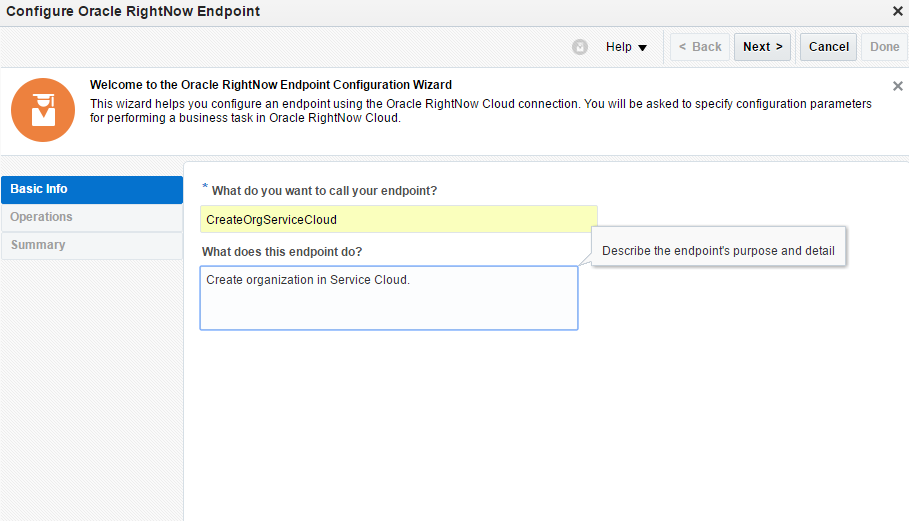 Configure Oracle RightNow Endpoint
Help
< Back
Next >
Cancel
Done
Welcome to the Oracle RightNow Endpoint Configuration Wizard
This wizard helps you configure an endpoint using the Oracle RightNow Cloud connection. You will be asked to specify configuration parameters
for performing a business task in Oracle RightNow Cloud.
Basic Info
Operations
Summary
* What do you want to call your endpoint?
CreateOrgServiceCloud
What does this endpoint do?
Describe the endpoint's purpose and detail
Create organization in Service Cloud.